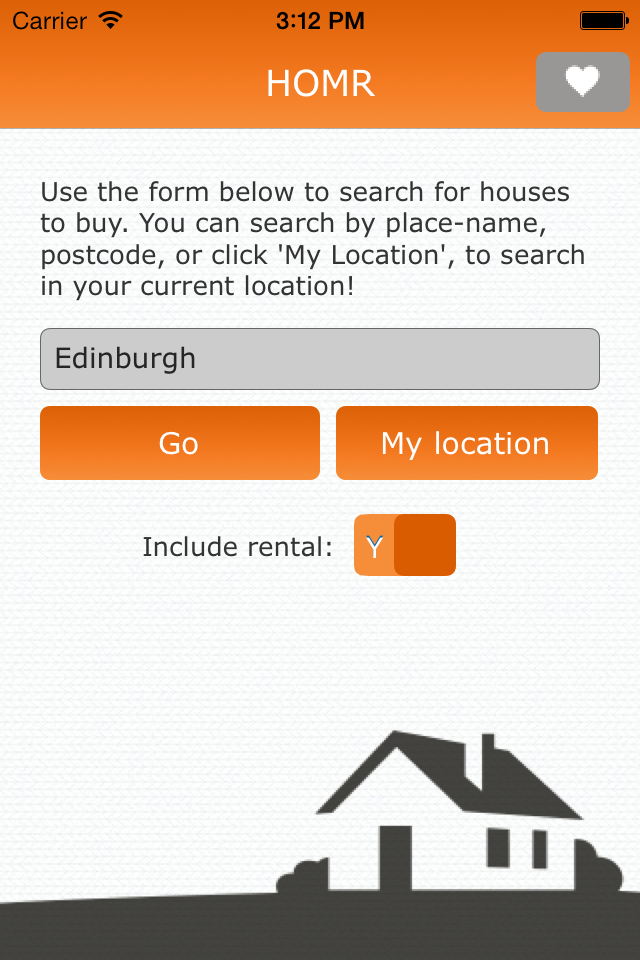 Carrier 3:12 PM
HOMR
Use the form below to search for houses
to buy. You can search by place-name,
postcode, or click 'My Location', to search
in your current location!
Edinburgh
Go My location
Include rental: Y